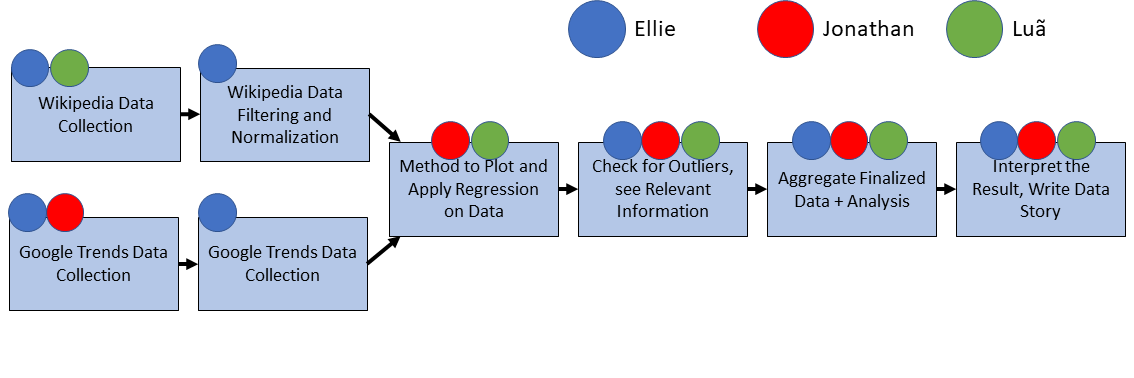 Ellie
Jonathan
Luã
Wikipedia Data
Collection
Wikipedia Data
Filtering and
Normalization
Google Trends Data
Collection
Google Trends Data
Collection
Method to Plot and
Apply Regression
on Data
Check for Outliers,
see Relevant
Information
Aggregate Finalized
Data + Analysis
Interpret the
Result, Write Data
Story